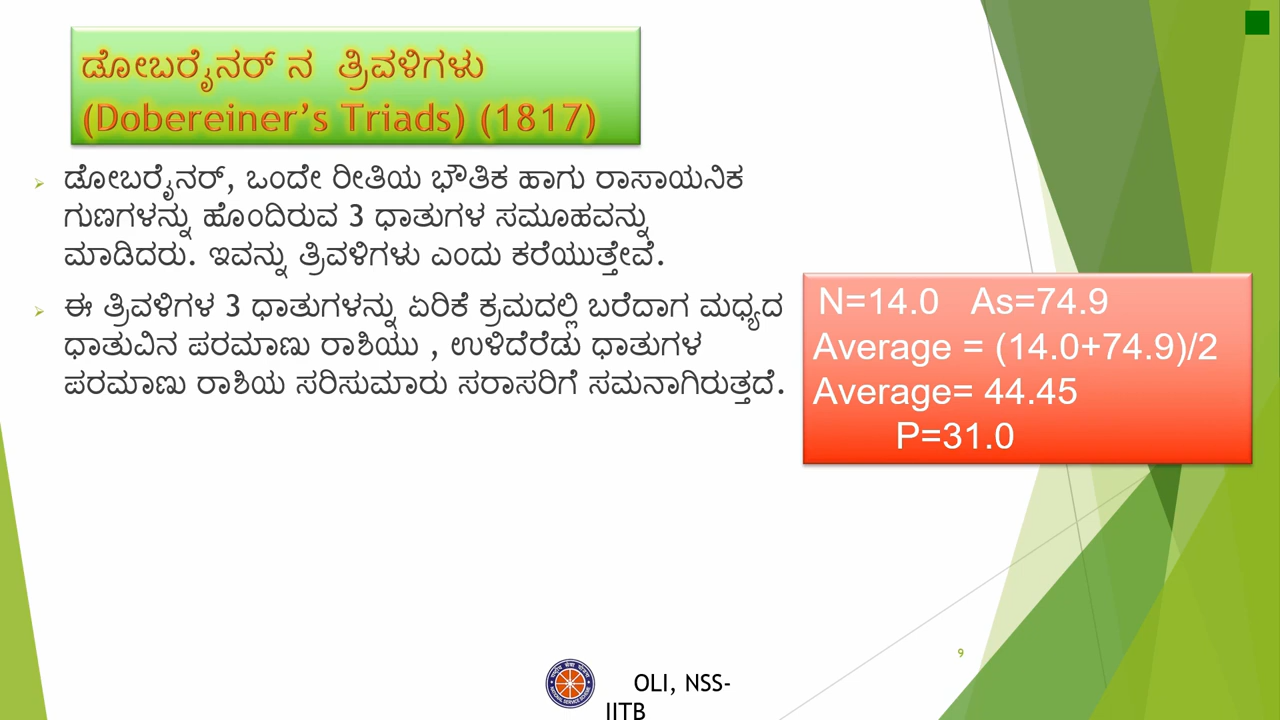 ಡೋಬರೈನರ್ ನ ತ್ರಿವಳಿಗಳು
(Dobereiner's Triads) (1817)
ಡೋಬರೈನರ್, ಒಂದೇ ರೀತಿಯ ಭೌತಿಕ ಹಾಗು ರಾಸಾಯನಿಕ
ಗುಣಗಳನ್ನು ಹೊಂದಿರುವ 3 ಧಾತುಗಳ ಸಮೂಹವನ್ನು
ಮಾಡಿದರು. ಇವನ್ನು ತ್ರಿವಳಿಗಳು ಎಂದು ಕರೆಯುತ್ತೇವೆ.
ಈ ತ್ರಿವಳಿಗಳ 3 ಧಾತುಗಳನ್ನು ಏರಿಕೆ ಕ್ರಮದಲ್ಲಿ ಬರೆದಾಗ ಮಧ್ಯದ
ಧಾತುವಿನ ಪರಮಾಣು ರಾಶಿಯು , ಉಳಿದೆರೆಡು ಧಾತುಗಳ
ಪರಮಾಣು ರಾಶಿಯ ಸರಿಸುಮಾರು ಸರಾಸರಿಗೆ ಸಮನಾಗಿರುತ್ತದೆ.
N=14.0 As=74.9
Average = (14.0+74.9)/2
Average= 44.45
P=31.0
9
OLI, NSS-
IITB